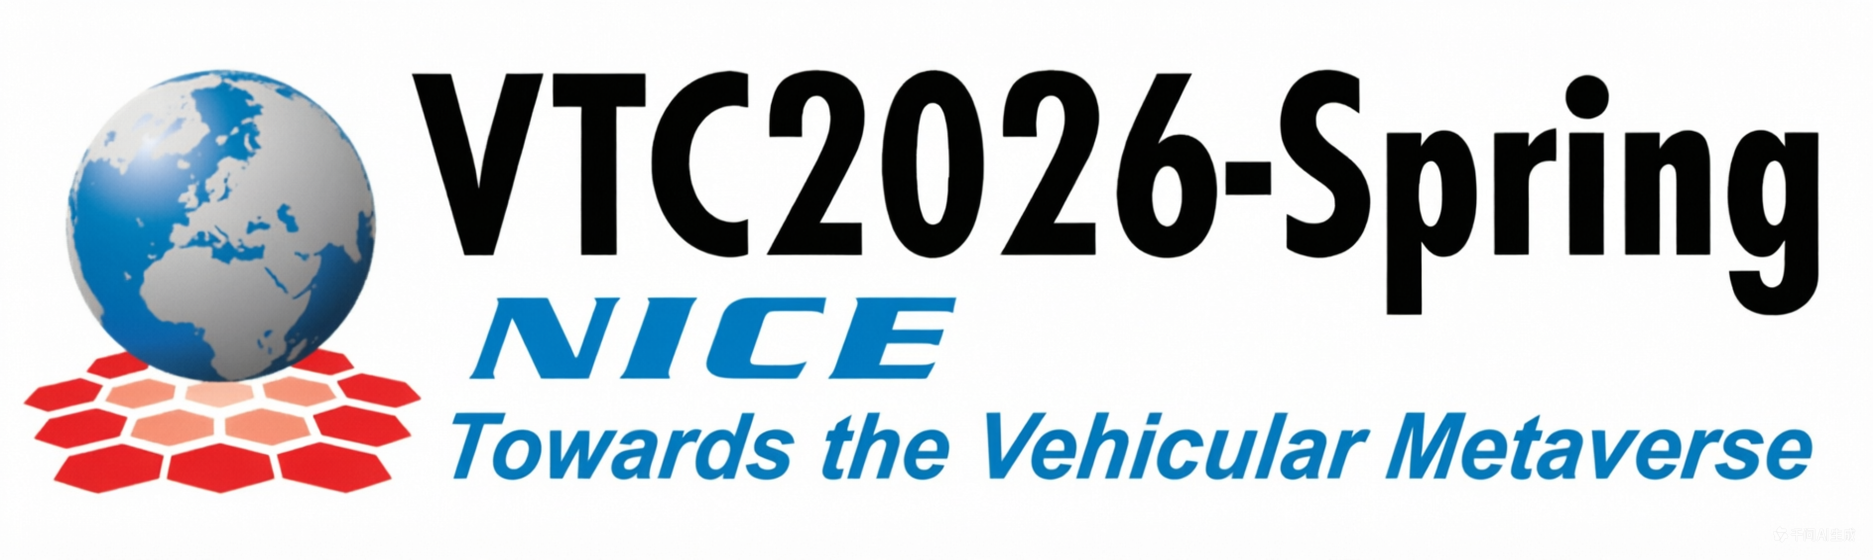 VTC2026-Spring
NICE
Towards the Vehicular Metaverse